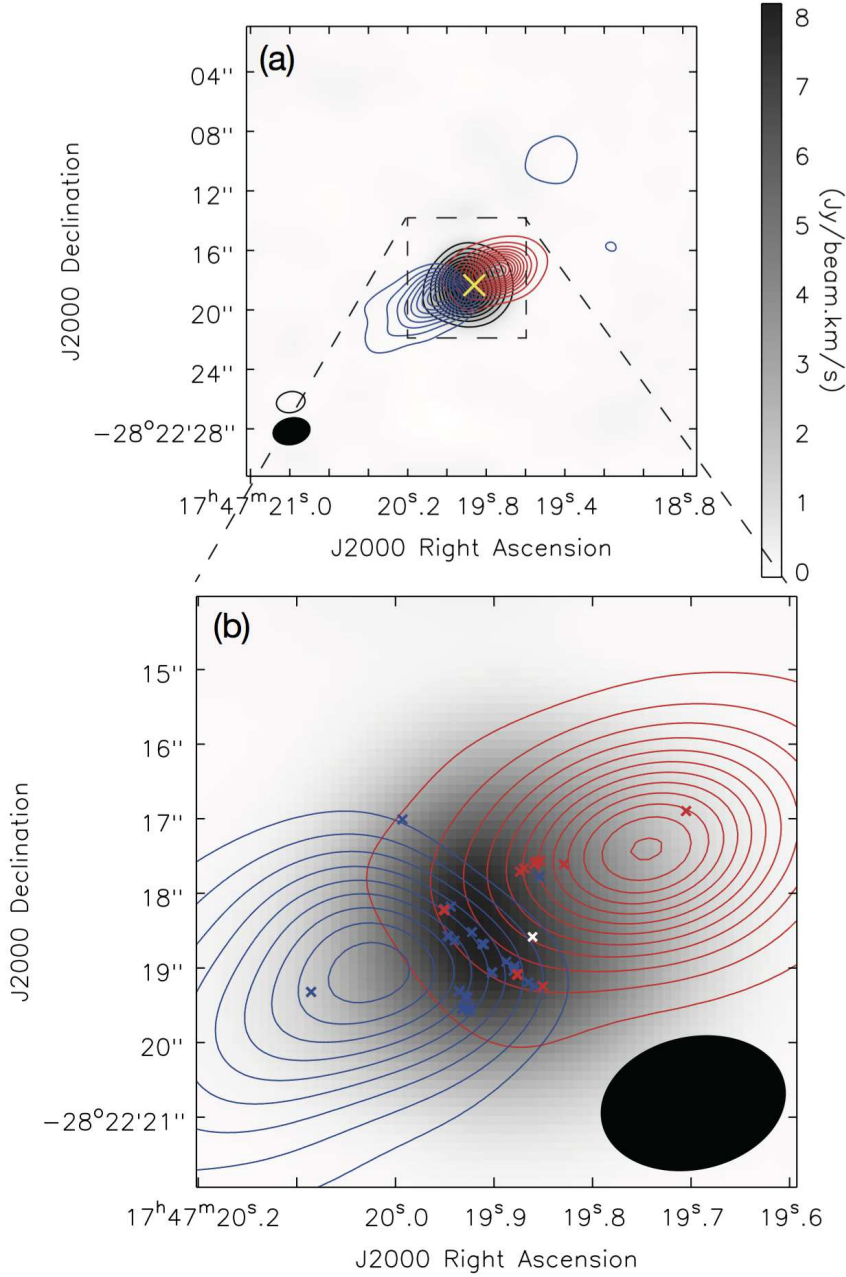 (a)
04"
08"
12"
16"
20"
24"
−28°22'28"
J2000 Declination
17ʰ47ᵐ21ˢ.0 20ˢ.2 19ˢ.8 19ˢ.4 18ˢ.8
J2000 Right Ascension
8
7
6
5
4
3
2
1
0
(Jy/beam.km/s)
(b)
15"
16"
17"
18"
19"
20"
−28°22'21"
J2000 Declination
17ʰ47ᵐ20ˢ.2 20ˢ.0 19ˢ.9 19ˢ.8 19ˢ.7 19ˢ.6
J2000 Right Ascension